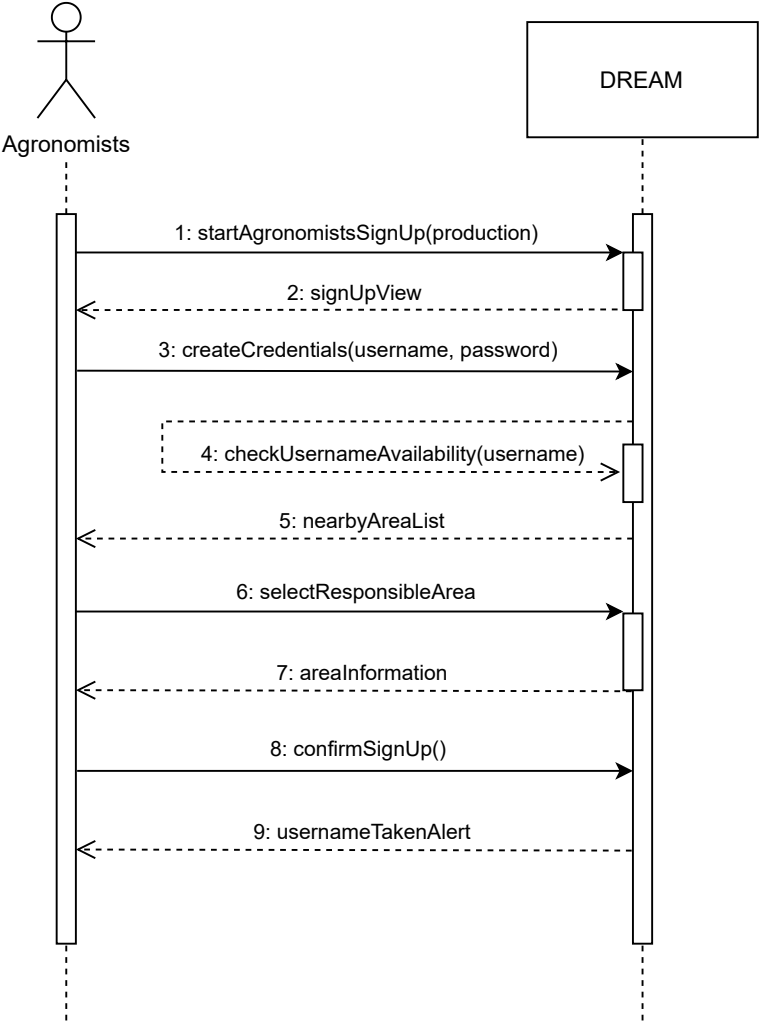 DREAM
Agronomists
1: startAgronomistsSignUp(production)
2: signUpView
3: createCredentials(username, password)
4: checkUsernameAvailability(username)
5: nearbyAreaList
6: selectResponsibleArea
7: areaInformation
8: confirmSignUp()
9: usernameTakenAlert